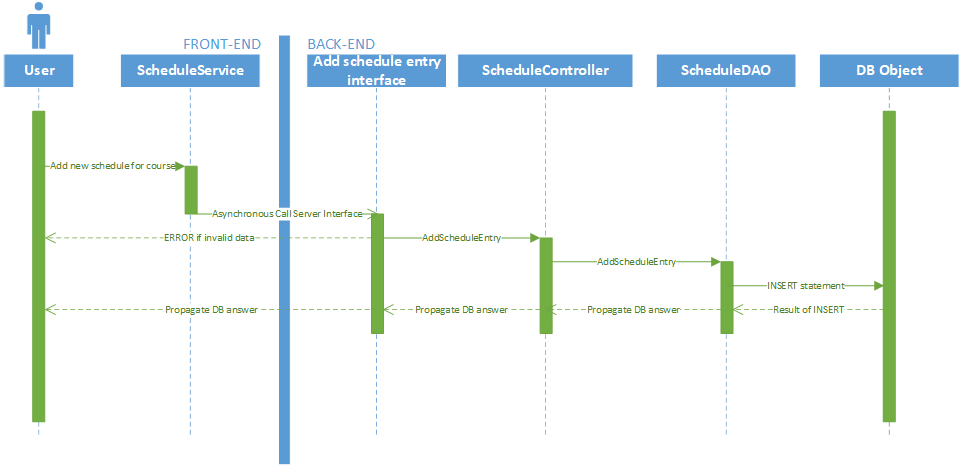 FRONT-END
BACK-END
User
ScheduleService
Add schedule entry
interface
ScheduleController
ScheduleDAO
DB Object
Add new schedule for course
Asynchronous Call Server Interface
ERROR if invalid data
AddScheduleEntry
AddScheduleEntry
INSERT statement
Propagate DB answer
Propagate DB answer
Propagate DB answer
Result of INSERT